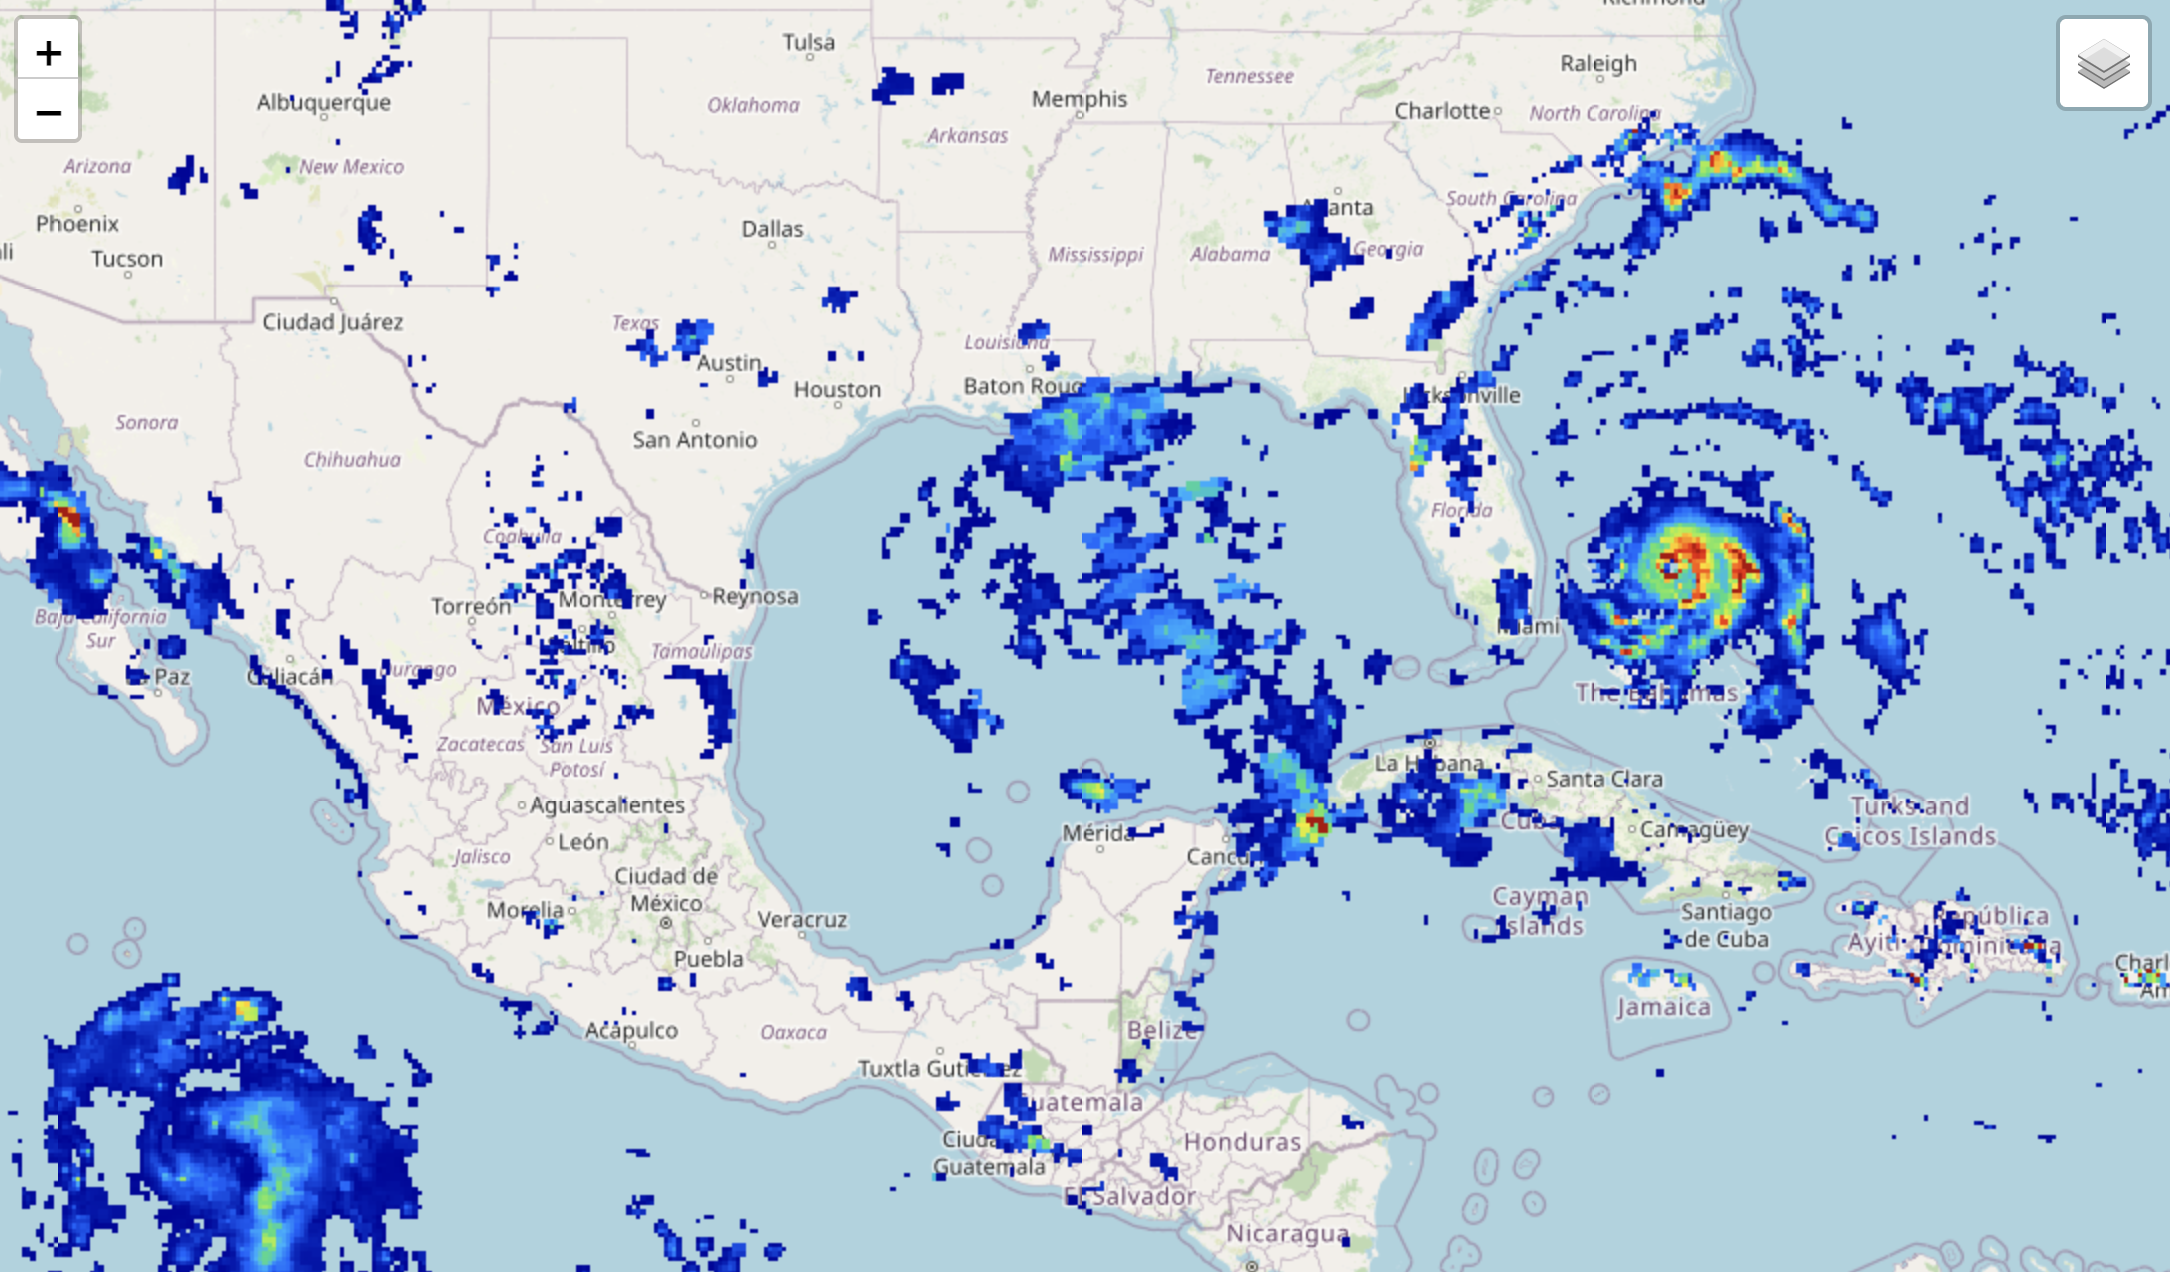 +
−
Richmond
Tulsa
Raleigh
Tennessee
Oklahoma
Memphis
Charlotte
North Carolina
Albuquerque
Arkansas
Arizona
New Mexico
Phoenix
South Carolina
Atlanta
Tucson
Dallas
Mississippi
Alabama
Georgia
Ciudad Juárez
Texas
Louisiana
Austin
Houston
Baton Roug
Jacksonville
Sonora
San Antonio
Chihuahua
Florida
Coahuila
Torreón
Monterrey
Reynosa
Baja California
Sur
Saltillo
Tamaulipas
Miami
La Paz
Culiacán
Durango
México
The Bahamas
Zacatecas
San Luis
Potosí
La Habana
Santa Clara
Aguascalientes
Turks and
Caicos Islands
Mérida
Cuba
Camagüey
León
Jalisco
Cancú
Ciudad de
México
Cayman
Islands
Morelia
Veracruz
Santiago
de Cuba
República
Dominicana
Ayiti
Puebla
Charl
Am
Jamaica
Acapulco
Oaxaca
Belize
Tuxtla Gutiérrez
Guatemala
Ciuda
Guatemala
Honduras
El Salvador
Nicaragua